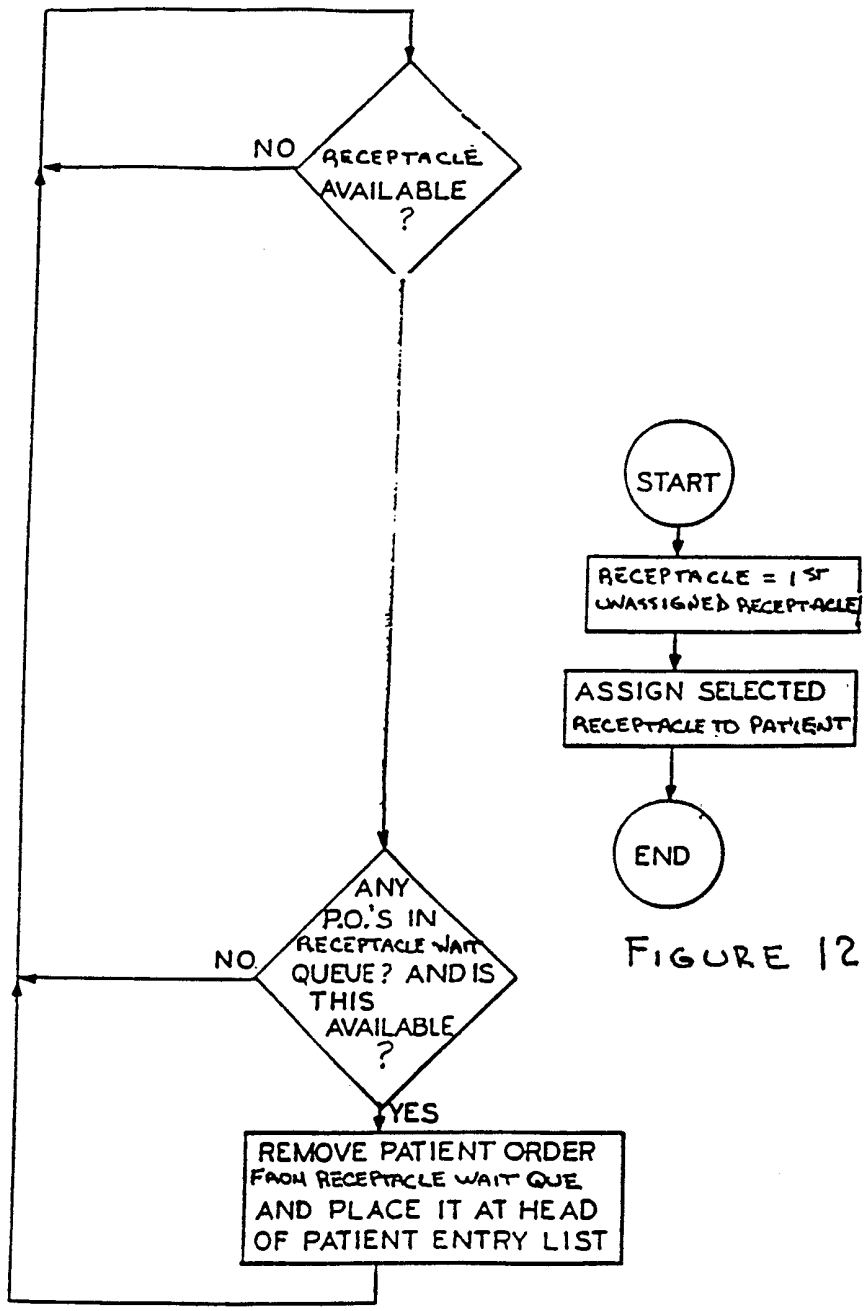 NO
RECEPTACLE
AVAILABLE
?
START
RECEPTACLE = 1ST
UNASSIGNED RECEPTACLE
ASSIGN SELECTED
RECEPTACLE TO PATIENT
END
FIGURE 12
ANY
P.O.'S IN
RECEPTACLE WAIT
NO.
QUEUE? AND IS
THIS
AVAILABLE
?
YES
REMOVE PATIENT ORDER
FROM RECEPTACLE WAIT QUE
AND PLACE IT AT HEAD
OF PATIENT ENTRY LIST